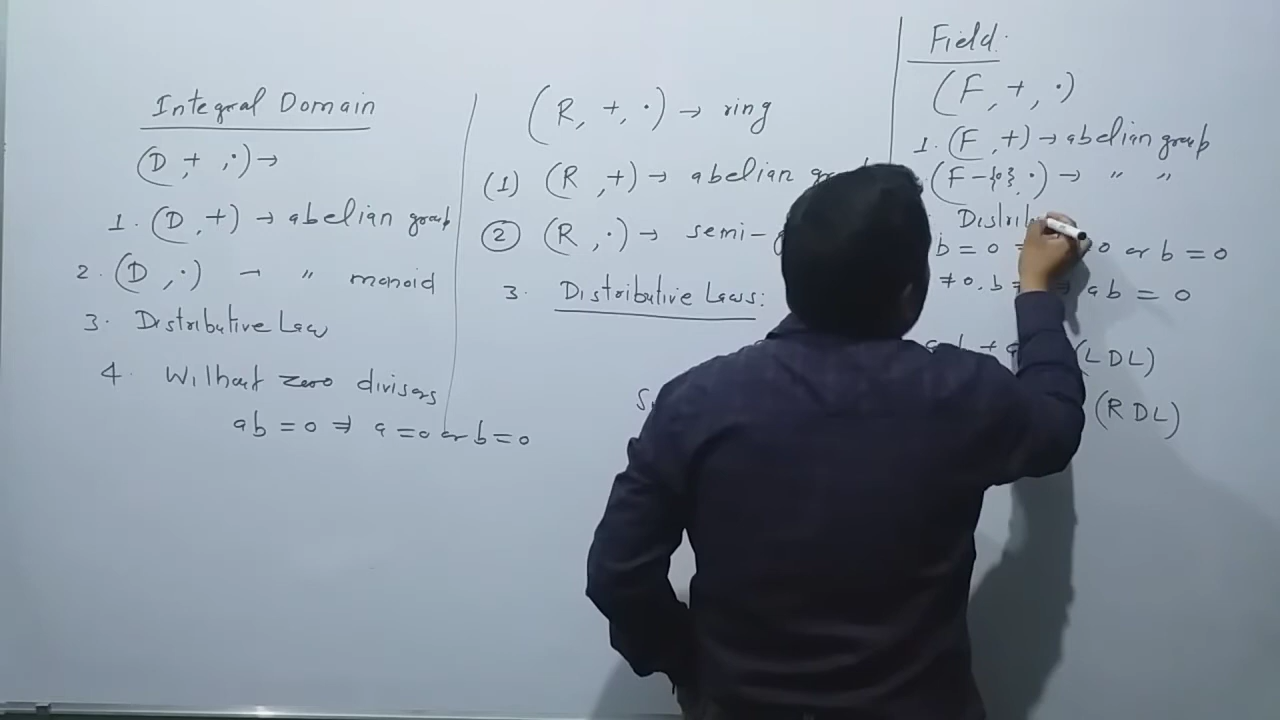 Integral Domain
(D, +, ·) →
1. (D, +) → abelian group
2. (D, ·) → " monoid
3. Distributive Law
4. Without zero divisors
ab = 0 ⇒ a = 0 or b = 0
(R, +, ·) → ring
(1) (R, +) → abelian
② (R, ·) → semi-
3. Distributive Laws:
Field:
(F, +, ·)
1. (F, +) → abelian group
(F-{0}, ·) → " "
Distrib
b = 0 0 or b = 0
≠ 0, b ⇒ ab = 0
(LDL)
(RDL)